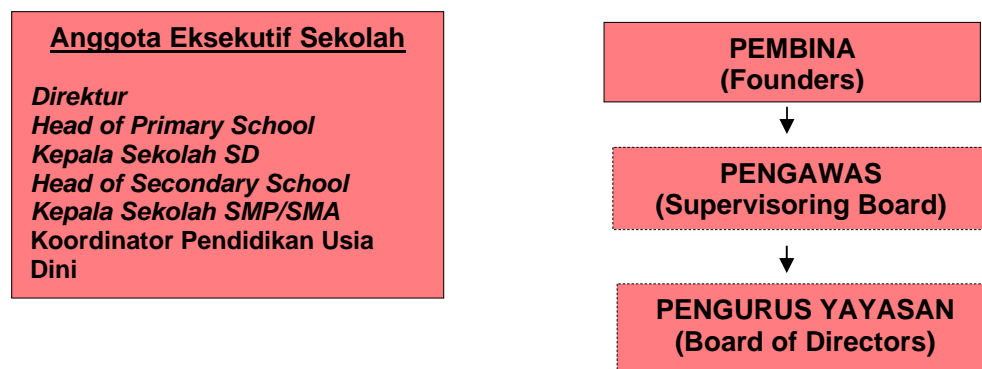 Anggota Eksekutif Sekolah
Direktur
Head of Primary School
Kepala Sekolah SD
Head of Secondary School
Kepala Sekolah SMP/SMA
Koordinator Pendidikan Usia
Dini
PEMBINA
(Founders)
PENGAWAS
(Supervisoring Board)
PENGURUS YAYASAN
(Board of Directors)